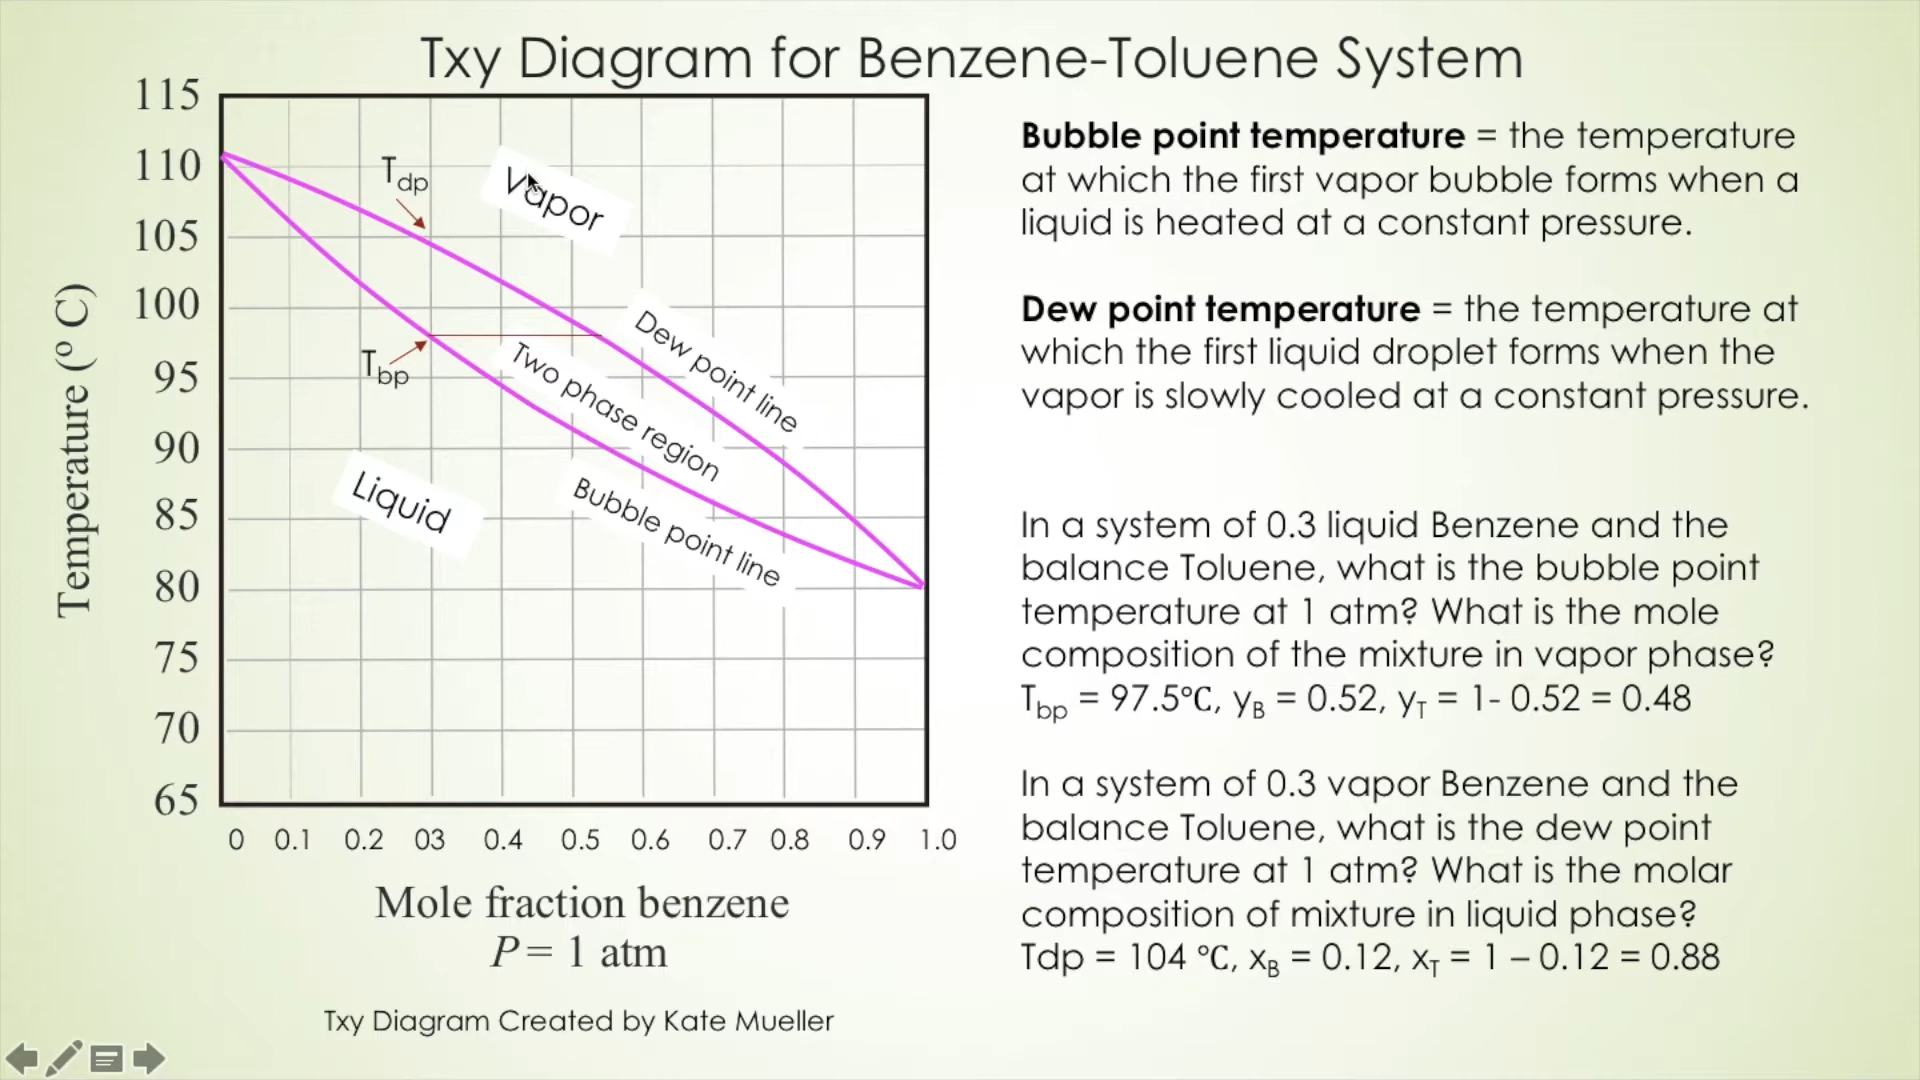 Txy Diagram for Benzene-Toluene System
115
110
105
100
95
90
85
80
75
70
65
Temperature (º C)
T_dp
Vapor
Dew point line
T_bp
Two phase region
Liquid
Bubble point line
0 0.1 0.2 03 0.4 0.5 0.6 0.7 0.8 0.9 1.0
Mole fraction benzene
P = 1 atm
Txy Diagram Created by Kate Mueller
Bubble point temperature = the temperature
at which the first vapor bubble forms when a
liquid is heated at a constant pressure.
Dew point temperature = the temperature at
which the first liquid droplet forms when the
vapor is slowly cooled at a constant pressure.
In a system of 0.3 liquid Benzene and the
balance Toluene, what is the bubble point
temperature at 1 atm? What is the mole
composition of the mixture in vapor phase?
T_bp = 97.5°C, y_B = 0.52, y_T = 1- 0.52 = 0.48
In a system of 0.3 vapor Benzene and the
balance Toluene, what is the dew point
temperature at 1 atm? What is the molar
composition of mixture in liquid phase?
Tdp = 104 °C, x_B = 0.12, x_T = 1 – 0.12 = 0.88